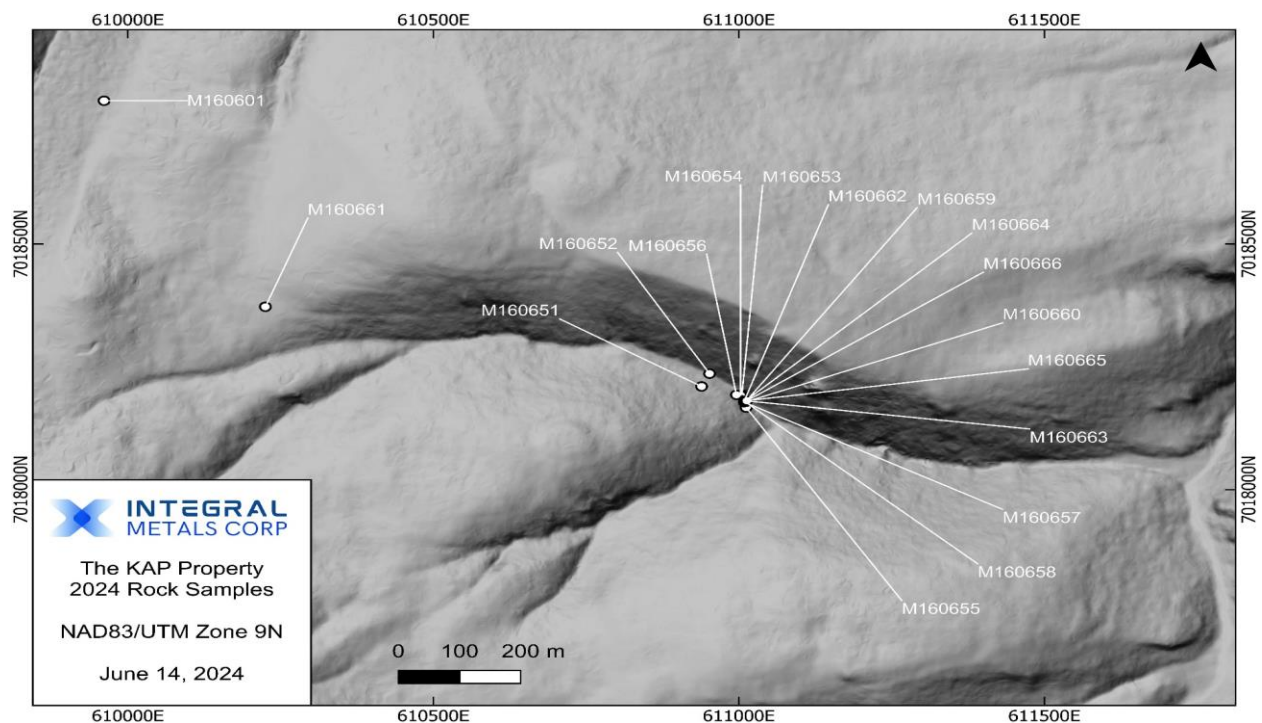 610000E 610500E 611000E 611500E
M160601
M160654 M160653
M160662 M160659
M160661
M160664
M160652 M160656
7018500N 7018500N
M160666
M160651 M160660
M160665
M160663
7018000N 7018000N
M160657
M160658
M160655
INTEGRAL
METALS CORP
The KAP Property
2024 Rock Samples
NAD83/UTM Zone 9N
June 14, 2024
0 100 200 m
610000E 610500E 611000E 611500E